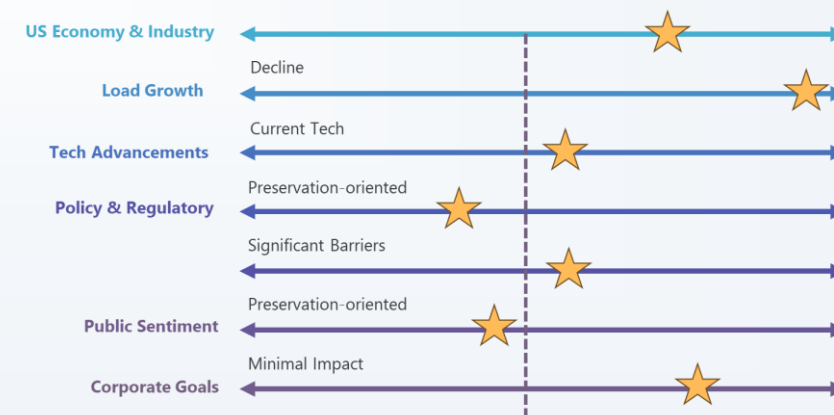 US Economy & Industry
Decline
Load Growth
Current Tech
Tech Advancements
Preservation-oriented
Policy & Regulatory
Significant Barriers
Preservation-oriented
Public Sentiment
Minimal Impact
Corporate Goals